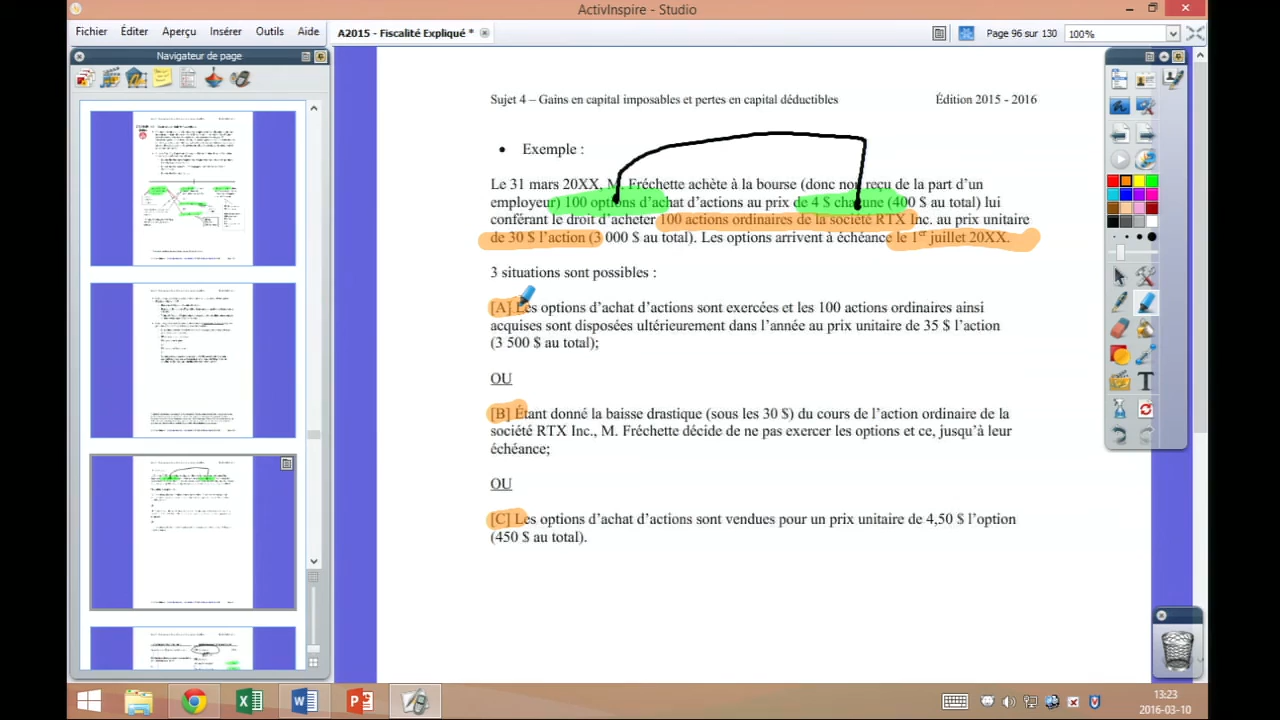 ActivInspire - Studio
Fichier Éditer Aperçu Insérer Outils Aide
A2015 - Fiscalité Expliqué *
Page 96 sur 130
100%
Navigateur de page
Sujet 4 – Gains en capital imposables et pertes en capital déductibles
Édition 2015 - 2016
• Exemple :
Le 31 mars 20XX, M. Fréchette achète à la bourse (donc non reçu de la part d'un
employeur) 100 options d'achat d'actions au prix de 4 $ chacune (400 $ au total) lui
conférant le droit d'acheter 100 actions ordinaires de la société RTX Inc. au prix unitaire
de 30 $ l'action (3 000 $ au total). Les options arrivent à échéance le 1er juillet 20XX.
3 situations sont possibles :
[A] Les options d'achat d'actions sont exercées et les 100 actions ordinaires ainsi
acquises sont disposées ultérieurement dans l'année au prix unitaire de 35 $ l'action
(3 500 $ au total);
OU
[B] Étant donné la baisse drastique (sous les 30 $) du cours de l'action ordinaire de la
société RTX Inc., M. Fréchette décide de ne pas exercer les options et ce, jusqu'à leur
échéance;
OU
[C] Les options d'achat d'actions sont vendues pour un prix unitaire de 4,50 $ l'option
(450 $ au total).
13:23
2016-03-10